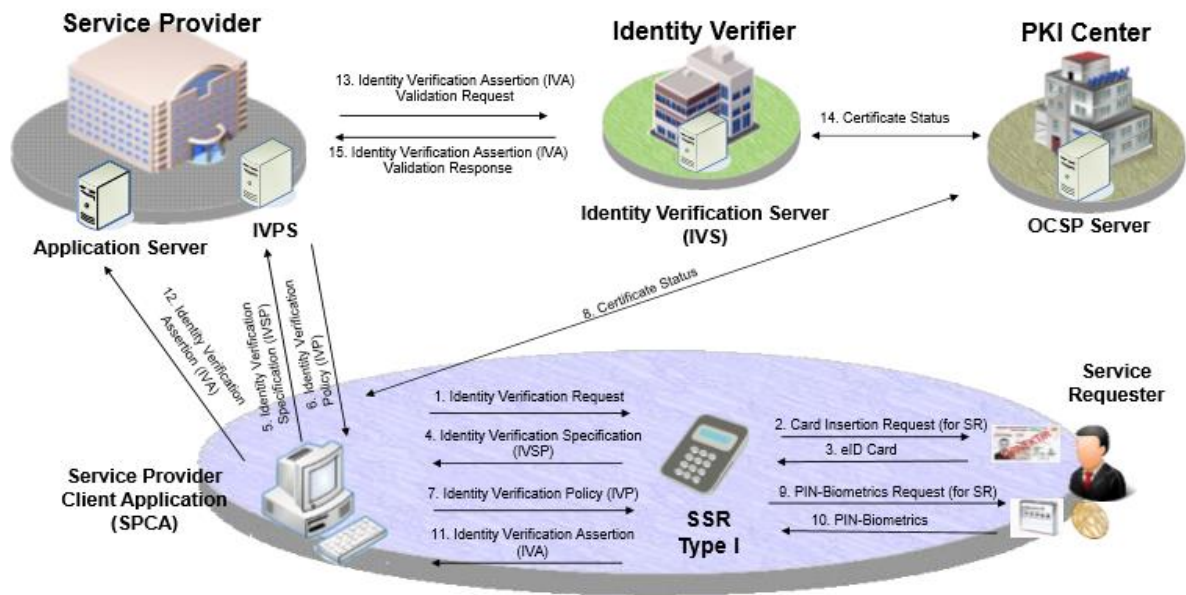 Service Provider
Identity Verifier
PKI Center
13. Identity Verification Assertion (IVA)
Validation Request
14. Certificate Status
15. Identity Verification Assertion (IVA)
Validation Response
Identity Verification Server
(IVS)
OCSP Server
IVPS
Application Server
8. Certificate Status
12. Identity Verification
Assertion (IVA)
5. Identity Verification
Specification (IVSP)
6. Identity Verification
Policy (IVP)
Service
Requester
1. Identity Verification Request
2. Card Insertion Request (for SR)
4. Identity Verification Specification
(IVSP)
3. eID Card
Service Provider
Client Application
(SPCA)
7. Identity Verification Policy (IVP)
9. PIN-Biometrics Request (for SR)
SSR
Type I
10. PIN-Biometrics
11. Identity Verification Assertion
(IVA)